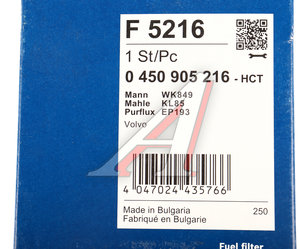 F 5216
1 St/Pc
0 450 905 216 - HCT
Mann WK849
Mahle KL85
Purflux EP193
Volvo
4 047024 435766
Made in Bulgaria 250
Fabriqué en Bulgarie
Fuel filter